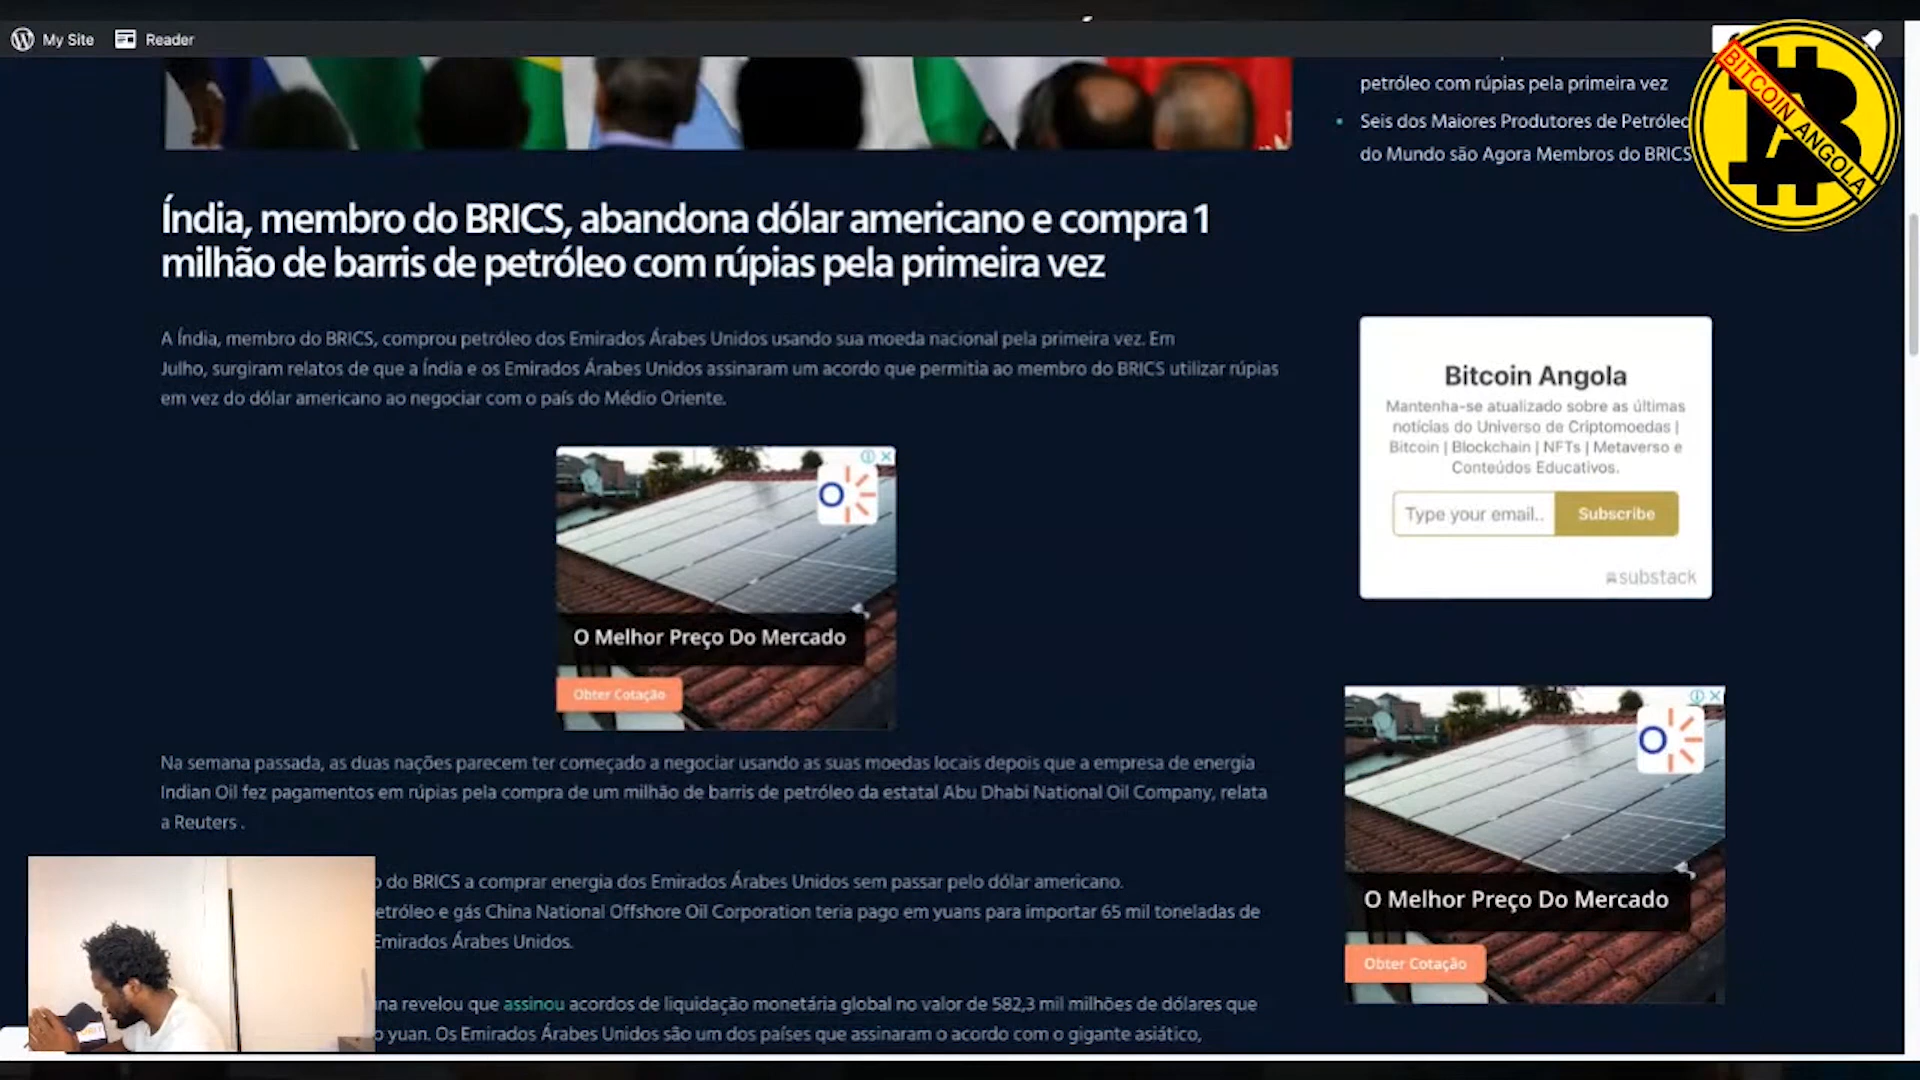 My Site
Reader
petróleo com rúpias pela primeira vez
Seis dos Maiores Produtores de Petróleo
do Mundo são Agora Membros do BRICS
BITCOIN ANGOLA
Índia, membro do BRICS, abandona dólar americano e compra 1
milhão de barris de petróleo com rúpias pela primeira vez
A Índia, membro do BRICS, comprou petróleo dos Emirados Árabes Unidos usando sua moeda nacional pela primeira vez. Em
Julho, surgiram relatos de que a Índia e os Emirados Árabes Unidos assinaram um acordo que permitia ao membro do BRICS utilizar rúpias
em vez do dólar americano ao negociar com o país do Médio Oriente.
Bitcoin Angola
Mantenha-se atualizado sobre as últimas
notícias do Universo de Criptomoedas |
Bitcoin | Blockchain | NFTs | Metaverso e
Conteúdos Educativos.
Type your email..
Subscribe
substack
O Melhor Preço Do Mercado
Obter Cotação
Na semana passada, as duas nações parecem ter começado a negociar usando as suas moedas locais depois que a empresa de energia
Indian Oil fez pagamentos em rúpias pela compra de um milhão de barris de petróleo da estatal Abu Dhabi National Oil Company, relata
a Reuters .
do BRICS a comprar energia dos Emirados Árabes Unidos sem passar pelo dólar americano.
etróleo e gás China National Offshore Oil Corporation teria pago em yuans para importar 65 mil toneladas de
Emirados Árabes Unidos.
na revelou que assinou acordos de liquidação monetária global no valor de 582,3 mil milhões de dólares que
o yuan. Os Emirados Árabes Unidos são um dos países que assinaram o acordo com o gigante asiático,
O Melhor Preço Do Mercado
Obter Cotação